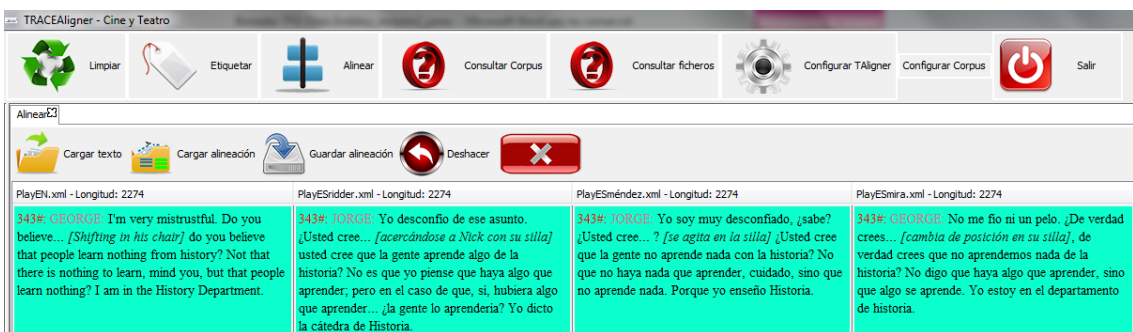 TRACEAligner - Cine y Teatro
Limpiar
Etiquetar
Alinear
Consultar Corpus
Consultar ficheros
Configurar TAligner
Configurar Corpus
Salir
Alinear
Cargar texto
Cargar alineación
Guardar alineación
Deshacer
PlayEN.xml - Longitud: 2274
343#: GEORGE: I'm very mistrustful. Do you
believe... [Shifting in his chair] do you believe
that people learn nothing from history? Not that
there is nothing to learn, mind you, but that people
learn nothing? I am in the History Department.
PlayESridder.xml - Longitud: 2274
343#: JORGE: Yo desconfío de ese asunto.
¿Usted cree... [acercándose a Nick con su silla]
usted cree que la gente aprende algo de la
historia? No es que yo piense que haya algo que
aprender; pero en el caso de que, si, hubiera algo
que aprender... ¿la gente lo aprendería? Yo dicto
la cátedra de Historia.
PlayESméndez.xml - Longitud: 2274
343#: JORGE: Yo soy muy desconfiado, ¿sabe?
¿Usted cree... ? [se agita en la silla] ¿Usted cree
que la gente no aprende nada con la historia? No
que no haya nada que aprender, cuidado, sino que
no aprende nada. Porque yo enseño Historia.
PlayESmira.xml - Longitud: 2274
343#: GEORGE: No me fío ni un pelo. ¿De verdad
crees... [cambia de posición en su silla], de
verdad crees que no aprendemos nada de la
historia? No digo que haya algo que aprender, sino
que algo se aprende. Yo estoy en el departamento
de historia.